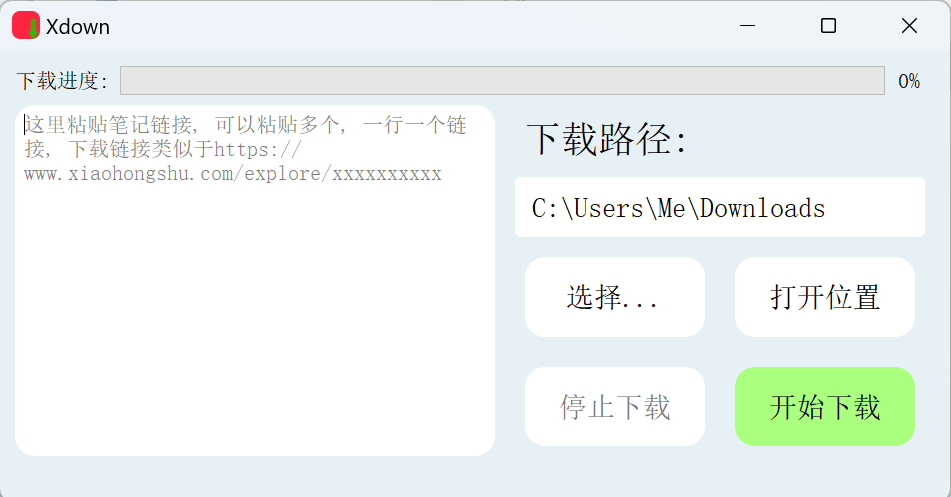 Xdown
下载进度: 0%
这里粘贴笔记链接, 可以粘贴多个, 一行一个链
接, 下载链接类似于https://
www.xiaohongshu.com/explore/xxxxxxxxxx
下载路径:
C:\Users\Me\Downloads
选择... 打开位置
停止下载 开始下载